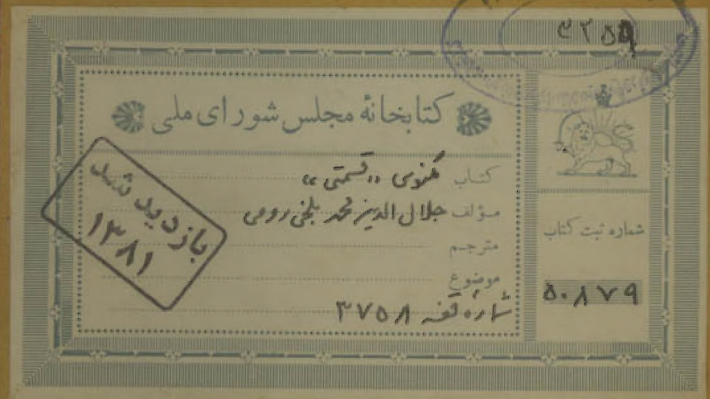 کتابخانهٔ مجلس شورای ملی
کتاب مثنوی «قسمتی»
مؤلف جلال الدین محمد بلخی رومی
مترجم
موضوع
شماره قفسه ۳۷۵۸
شماره ثبت کتاب
۵۰۸۷۹
بازدید شد
۱۳۸۱